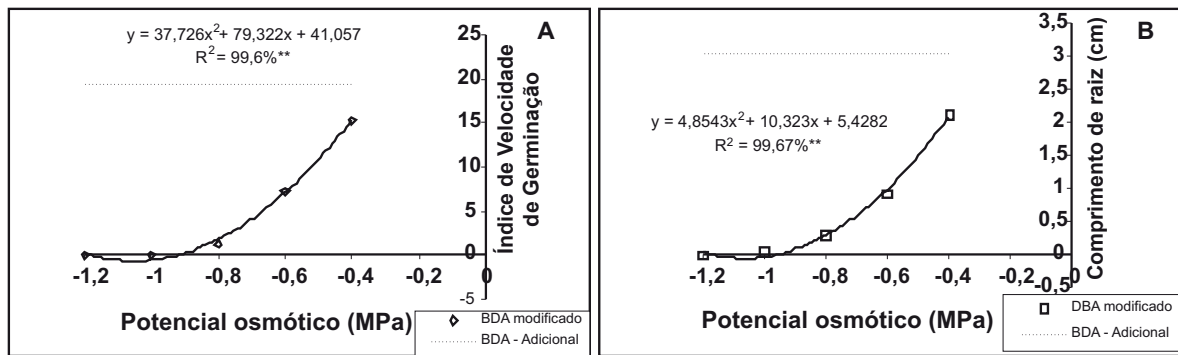 A
y = 37,726x²+ 79,322x + 41,057
R²= 99,6%**
25
20
15
10
5
0
-5
-1,2 -1 -0,8 -0,6 -0,4 -0,2 0
Índice de Velocidade
de Germinação
Potencial osmótico (MPa)
BDA modificado
BDA - Adicional
B
y = 4,8543x²+ 10,323x + 5,4282
R² = 99,67%**
3,5
3
2,5
2
1,5
1
0,5
0
-0,5
-1,2 -1 -0,8 -0,6 -0,4 -0,2 0
Comprimento de raiz (cm)
Potencial osmótico (MPa)
DBA modificado
BDA - Adicional